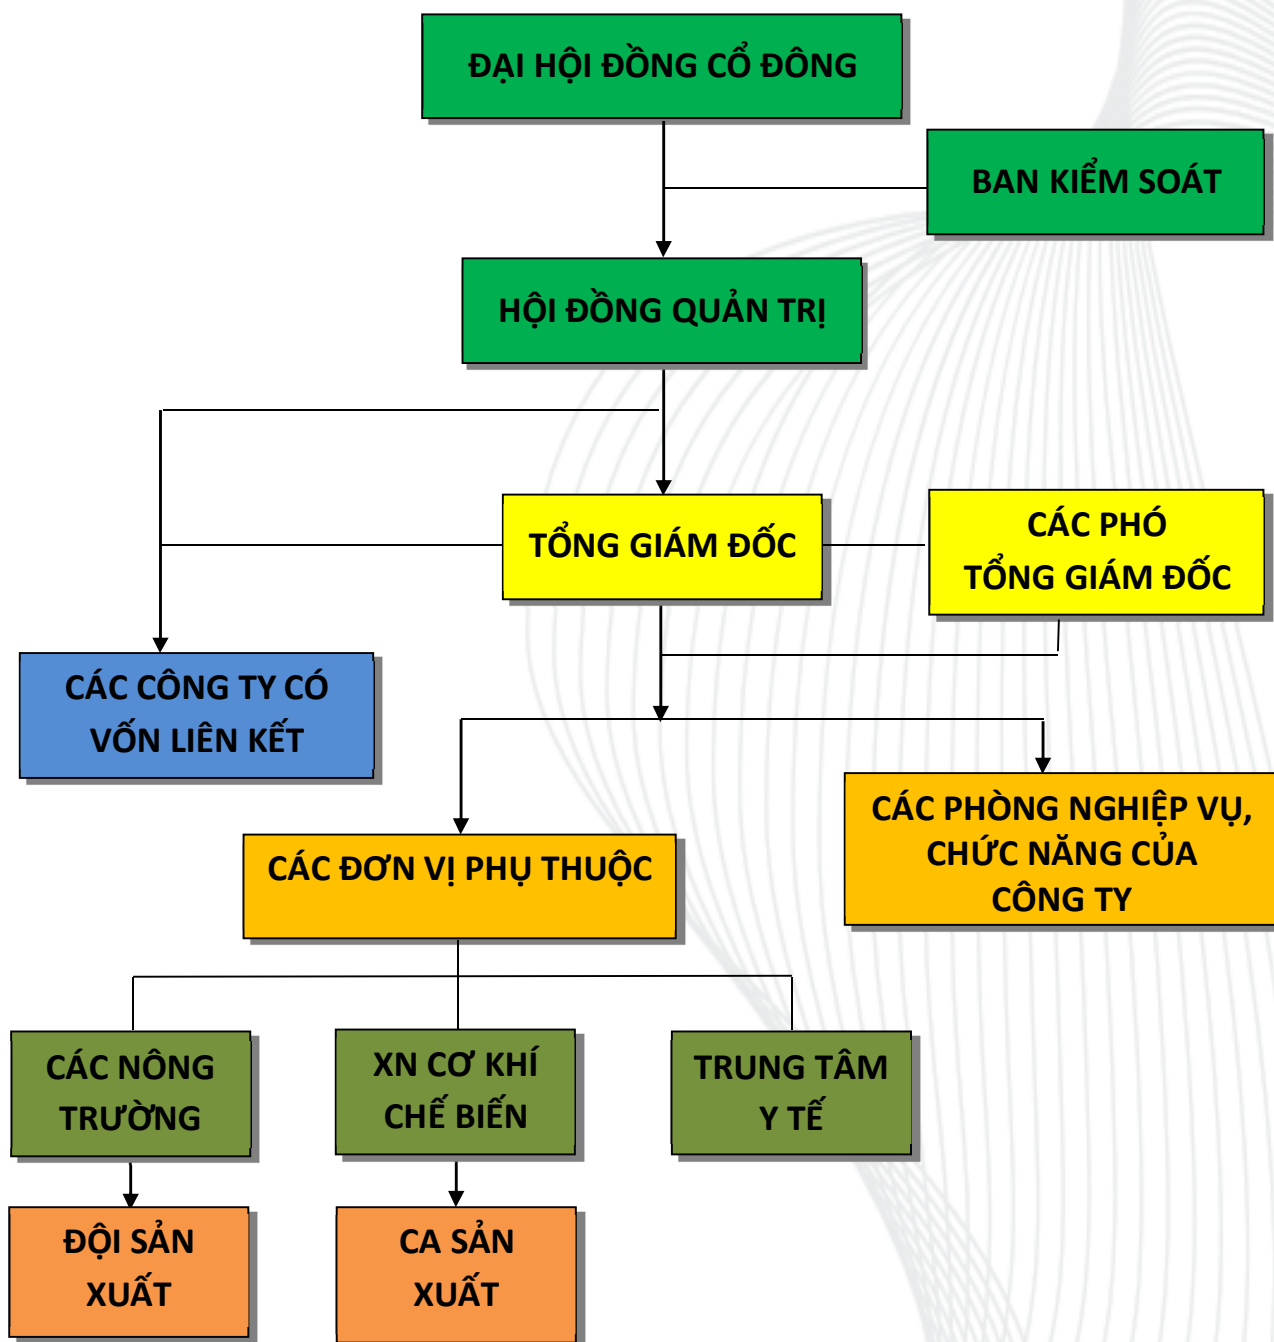 ĐẠI HỘI ĐỒNG CỔ ĐÔNG
BAN KIỂM SOÁT
HỘI ĐỒNG QUẢN TRỊ
TỔNG GIÁM ĐỐC
CÁC PHÓ
TỔNG GIÁM ĐỐC
CÁC CÔNG TY CÓ
VỐN LIÊN KẾT
CÁC PHÒNG NGHIỆP VỤ,
CHỨC NĂNG CỦA
CÔNG TY
CÁC ĐƠN VỊ PHỤ THUỘC
CÁC NÔNG
TRƯỜNG
XN CƠ KHÍ
CHẾ BIẾN
TRUNG TÂM
Y TẾ
ĐỘI SẢN
XUẤT
CA SẢN
XUẤT